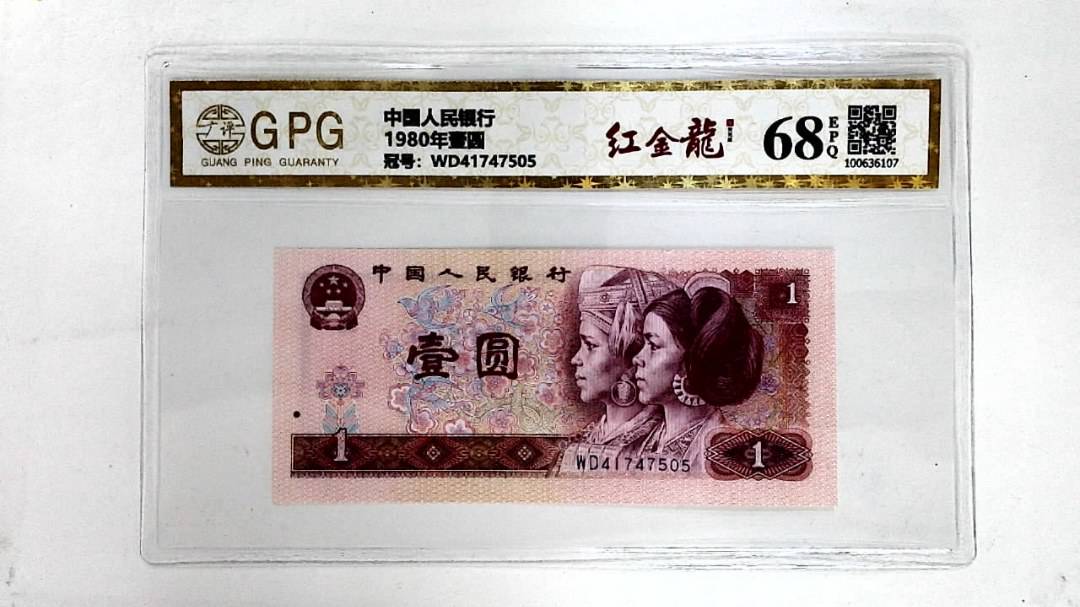 广评
GPG
GUANG PING GUARANTY
中国人民银行
1980年壹圆
冠号：WD41747505
红金龍
68
EPQ
100636107
中国人民银行
1
壹圆
1
WD41747505
1